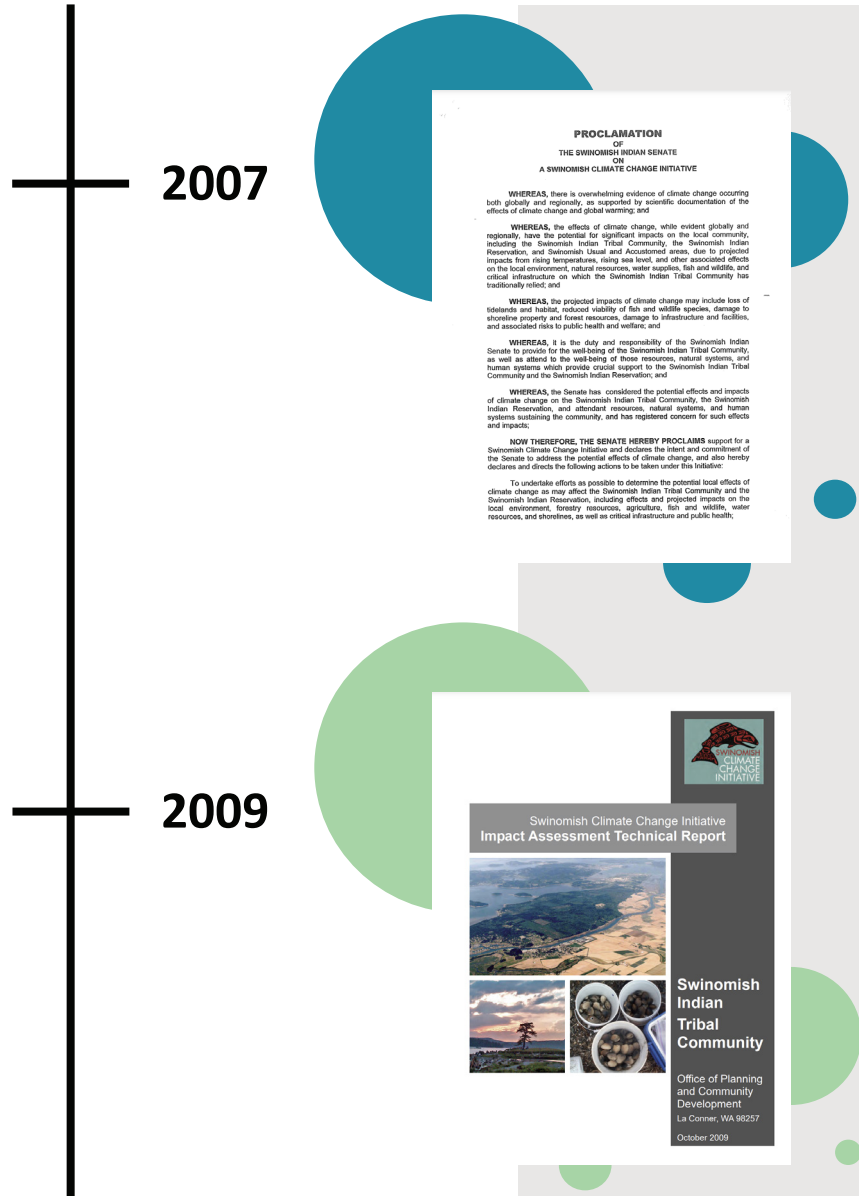 2007
PROCLAMATION
OF
THE SWINOMISH INDIAN SENATE
ON
A SWINOMISH CLIMATE CHANGE INITIATIVE
WHEREAS, there is overwhelming evidence of climate change occurring
both globally and regionally, as supported by scientific documentation of the
effects of climate change and global warming; and
WHEREAS, the effects of climate change, while evident globally and
regionally, have the potential for significant impacts on the local community,
including the Swinomish Indian Tribal Community, the Swinomish Indian
Reservation, and Swinomish Usual and Accustomed areas, due to projected
impacts from rising temperatures, rising sea level, and other associated effects
on the local environment, natural resources, water supplies, fish and wildlife, and
critical infrastructure on which the Swinomish Indian Tribal Community has
traditionally relied; and
WHEREAS, the projected impacts of climate change may include loss of
tidelands and habitat, reduced viability of fish and wildlife species, damage to
shoreline property and forest resources, damage to infrastructure and facilities,
and associated risks to public health and welfare; and
WHEREAS, it is the duty and responsibility of the Swinomish Indian
Senate to provide for the well-being of the Swinomish Indian Tribal Community,
as well as attend to the well-being of those resources, natural systems, and
human systems which provide crucial support to the Swinomish Indian Tribal
Community and the Swinomish Indian Reservation; and
WHEREAS, the Senate has considered the potential effects and impacts
of climate change on the Swinomish Indian Tribal Community, the Swinomish
Indian Reservation, and attendant resources, natural systems, and human
systems sustaining the community, and has registered concern for such effects
and impacts;
NOW THEREFORE, THE SENATE HEREBY PROCLAIMS support for a
Swinomish Climate Change Initiative and declares the intent and commitment of
the Senate to address the potential effects of climate change, and also hereby
declares and directs the following actions to be taken under this Initiative:
To undertake efforts as possible to determine the potential local effects of
climate change as may affect the Swinomish Indian Tribal Community and the
Swinomish Indian Reservation, including effects and projected impacts on the
local environment, forestry resources, agriculture, fish and wildlife, water
resources, and shorelines, as well as critical infrastructure and public health;
2009
SWINOMISH
CLIMATE
CHANGE
INITIATIVE
Swinomish Climate Change Initiative
Impact Assessment Technical Report
Swinomish
Indian
Tribal
Community
Office of Planning
and Community
Development
La Conner, WA 98257
October 2009